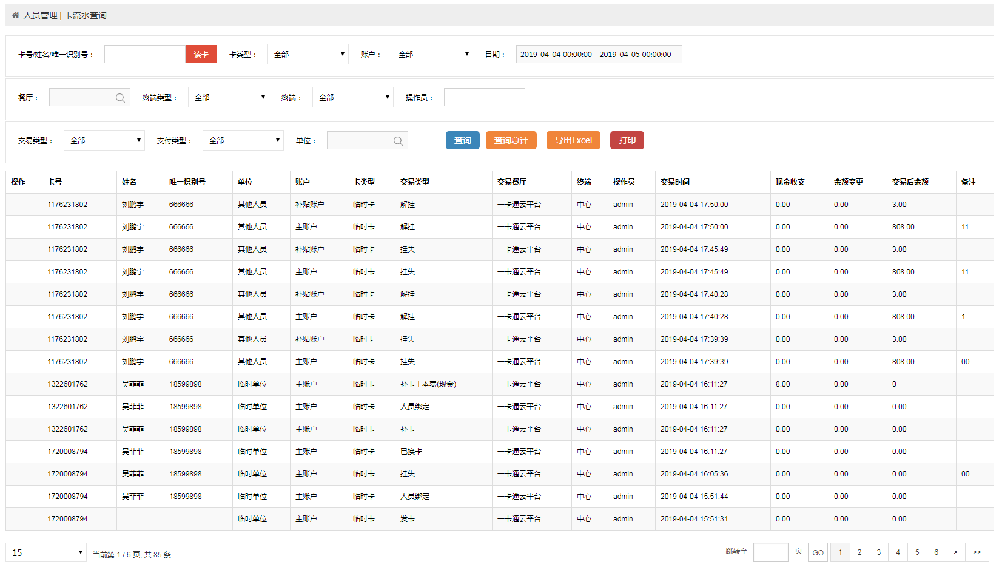 人员管理 | 卡流水查询
卡号/姓名/唯一识别号： 读卡 卡类型： 全部 账户： 全部 日期： 2019-04-04 00:00:00 - 2019-04-05 00:00:00
餐厅： 终端类型： 全部 终端： 全部 操作员：
交易类型： 全部 支付类型： 全部 单位： 查询 查询总计 导出Excel 打印
操作 卡号 姓名 唯一识别号 单位 账户 卡类型 交易类型 交易餐厅 终端 操作员 交易时间 现金收支 余额变更 交易后余额 备注
1176231802 刘鹏宇 666666 其他人员 补贴账户 临时卡 解挂 一卡通云平台 中心 admin 2019-04-04 17:50:00 0.00 0.00 3.00
1176231802 刘鹏宇 666666 其他人员 主账户 临时卡 解挂 一卡通云平台 中心 admin 2019-04-04 17:50:00 0.00 0.00 808.00 11
1176231802 刘鹏宇 666666 其他人员 补贴账户 临时卡 挂失 一卡通云平台 中心 admin 2019-04-04 17:45:49 0.00 0.00 3.00
1176231802 刘鹏宇 666666 其他人员 主账户 临时卡 挂失 一卡通云平台 中心 admin 2019-04-04 17:45:49 0.00 0.00 808.00 11
1176231802 刘鹏宇 666666 其他人员 补贴账户 临时卡 解挂 一卡通云平台 中心 admin 2019-04-04 17:40:28 0.00 0.00 3.00
1176231802 刘鹏宇 666666 其他人员 主账户 临时卡 解挂 一卡通云平台 中心 admin 2019-04-04 17:40:28 0.00 0.00 808.00 1
1176231802 刘鹏宇 666666 其他人员 补贴账户 临时卡 挂失 一卡通云平台 中心 admin 2019-04-04 17:39:39 0.00 0.00 3.00
1176231802 刘鹏宇 666666 其他人员 主账户 临时卡 挂失 一卡通云平台 中心 admin 2019-04-04 17:39:39 0.00 0.00 808.00 00
1322601762 吴菲菲 18599898 临时单位 主账户 临时卡 补卡工本费(现金) 一卡通云平台 中心 admin 2019-04-04 16:11:27 8.00 0.00 0
1322601762 吴菲菲 18599898 临时单位 主账户 临时卡 人员绑定 一卡通云平台 中心 admin 2019-04-04 16:11:27 0.00 0.00 0.00
1322601762 吴菲菲 18599898 临时单位 主账户 临时卡 补卡 一卡通云平台 中心 admin 2019-04-04 16:11:27 0.00 0.00 0.00
1720008794 吴菲菲 18599898 临时单位 主账户 临时卡 已换卡 一卡通云平台 中心 admin 2019-04-04 16:11:27 0.00 0.00 0.00
1720008794 吴菲菲 18599898 临时单位 主账户 临时卡 挂失 一卡通云平台 中心 admin 2019-04-04 16:05:36 0.00 0.00 0.00 00
1720008794 吴菲菲 18599898 临时单位 主账户 临时卡 人员绑定 一卡通云平台 中心 admin 2019-04-04 15:51:44 0.00 0.00 0.00
1720008794 临时单位 主账户 临时卡 发卡 一卡通云平台 中心 admin 2019-04-04 15:51:31 0.00 0.00 0.00
15 当前第 1 / 6 页, 共 85 条 跳转至 页 GO 1 2 3 4 5 6 > >>